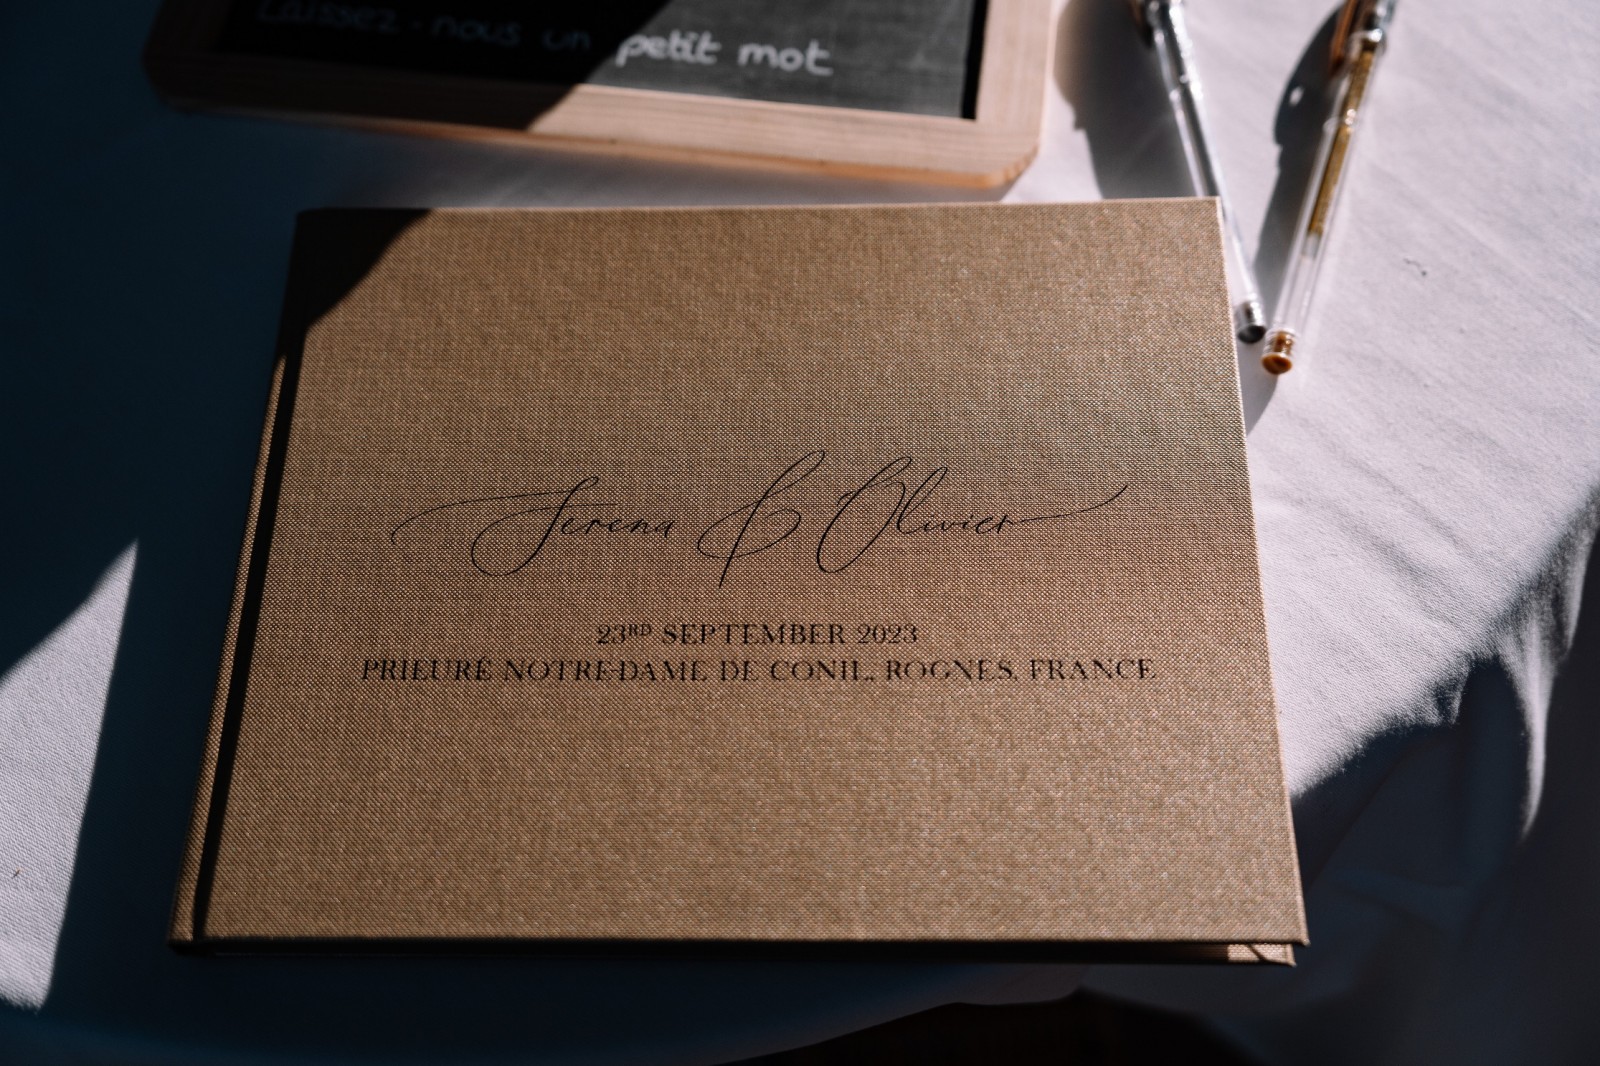 Laissez-nous un petit mot
Serena & Olivier
23RD SEPTEMBER 2023
PRIEURÉ NOTRE-DAME DE CONIL, ROGNES, FRANCE